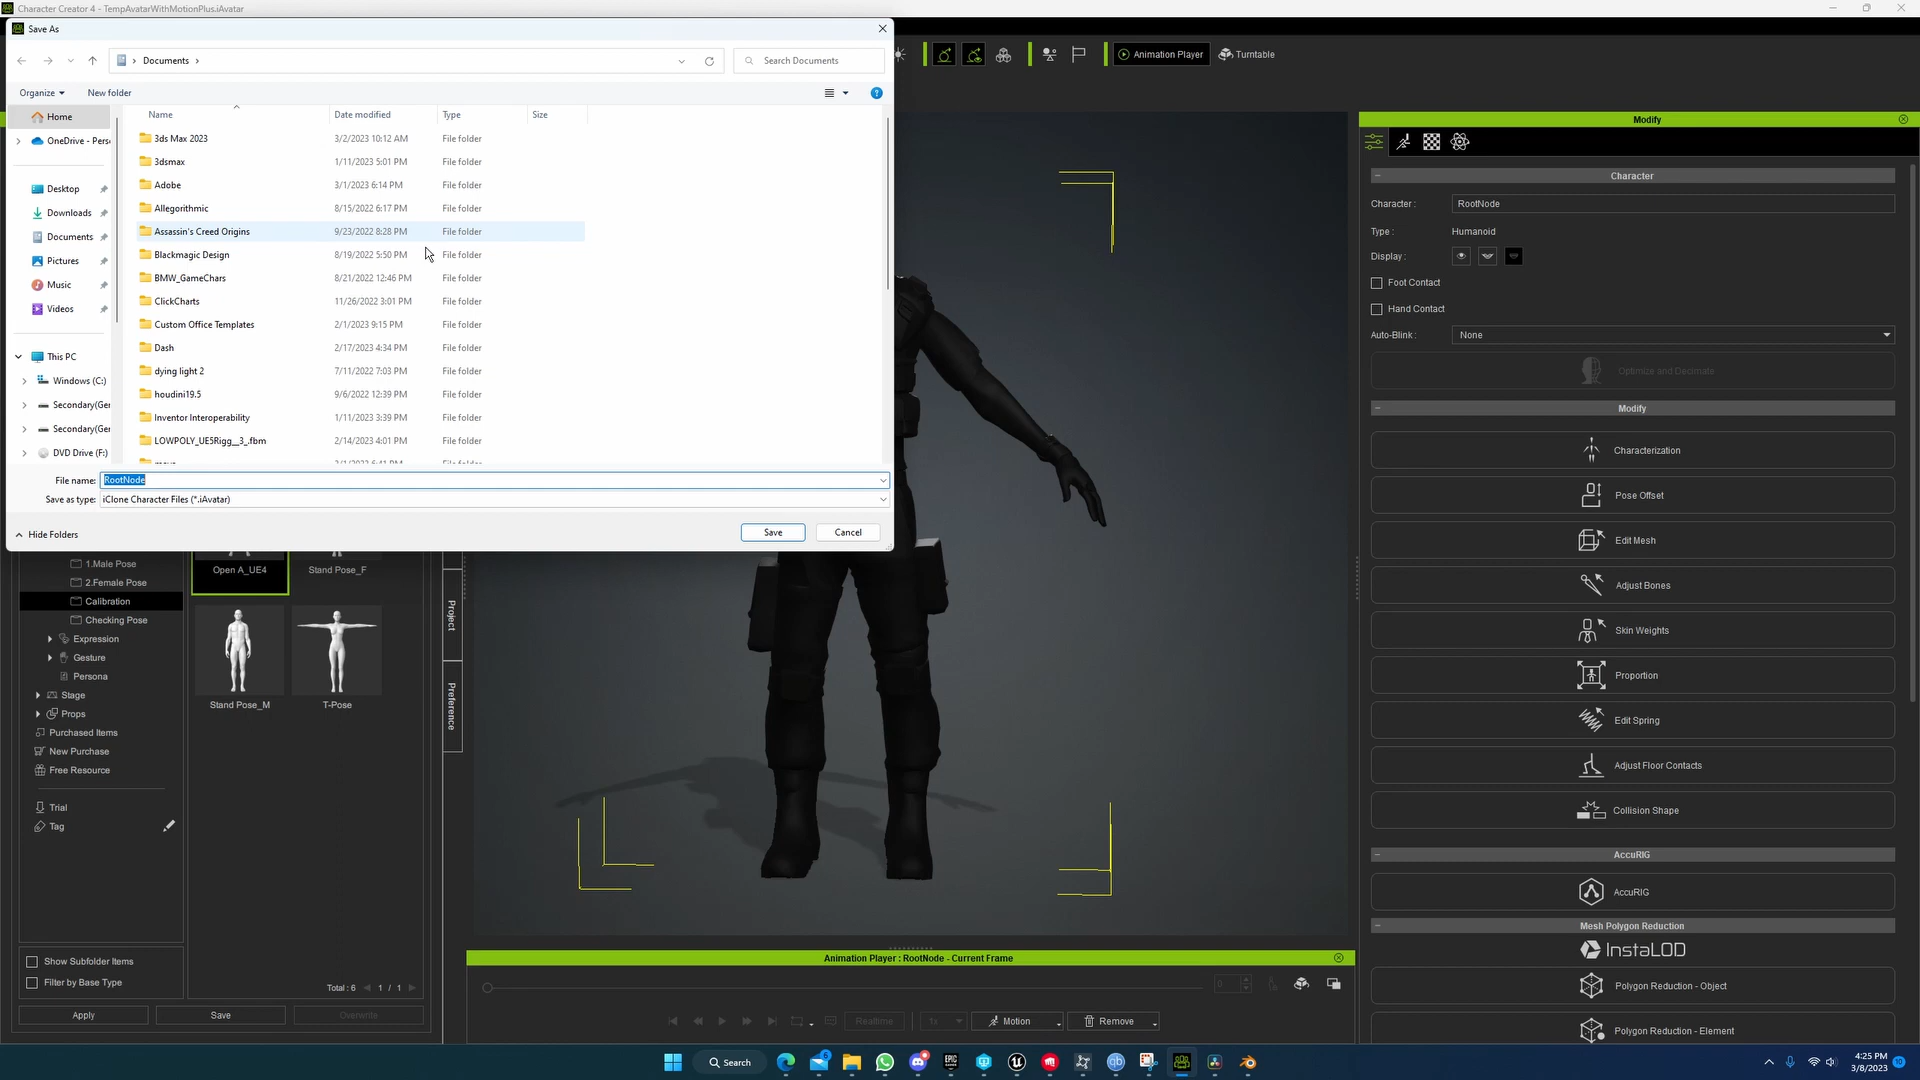 Character Creator 4 - TempAvatarWithMotionPlus.iAvatar
Save As
Documents
Search Documents
Organize
New folder
Name
Date modified
Type
Size
Home
OneDrive - Pers
Desktop
Downloads
Documents
Pictures
Music
Videos
This PC
Windows (C:)
Secondary(Ger
Secondary(Ger
DVD Drive (F:)
3ds Max 2023 3/2/2023 10:12 AM File folder
3dsmax 1/11/2023 5:01 PM File folder
Adobe 3/1/2023 6:14 PM File folder
Allegorithmic 8/15/2022 6:17 PM File folder
Assassin's Creed Origins 9/23/2022 8:28 PM File folder
Blackmagic Design 8/19/2022 5:50 PM File folder
BMW_GameChars 8/21/2022 12:46 PM File folder
ClickCharts 11/26/2022 3:01 PM File folder
Custom Office Templates 2/1/2023 9:15 PM File folder
Dash 2/17/2023 4:34 PM File folder
dying light 2 7/11/2022 7:03 PM File folder
houdini19.5 9/6/2022 12:39 PM File folder
Inventor Interoperability 1/11/2023 3:39 PM File folder
LOWPOLY_UE5Rigg__3_.fbm 2/14/2023 4:01 PM File folder
File name: RootNode
Save as type: iClone Character Files (*.iAvatar)
Hide Folders
Save
Cancel
Animation Player
Turntable
1.Male Pose
2.Female Pose
Calibration
Checking Pose
Expression
Gesture
Persona
Stage
Props
Purchased Items
New Purchase
Free Resource
Trial
Tag
Show Subfolder Items
Filter by Base Type
Apply
Open A_UE4
Stand Pose_F
Stand Pose_M
T-Pose
Total : 6 1 / 1
Save
Overwrite
Project
Preference
Animation Player : RootNode - Current Frame
0
Realtime
1x
Motion
Remove
Modify
Character
Character : RootNode
Type : Humanoid
Display :
Foot Contact
Hand Contact
Auto-Blink : None
Optimize and Decimate
Modify
Characterization
Pose Offset
Edit Mesh
Adjust Bones
Skin Weights
Proportion
Edit Spring
Adjust Floor Contacts
Collision Shape
AccuRIG
AccuRIG
Mesh Polygon Reduction
InstaLOD
Polygon Reduction - Object
Polygon Reduction - Element
Search
4:25 PM
3/8/2023